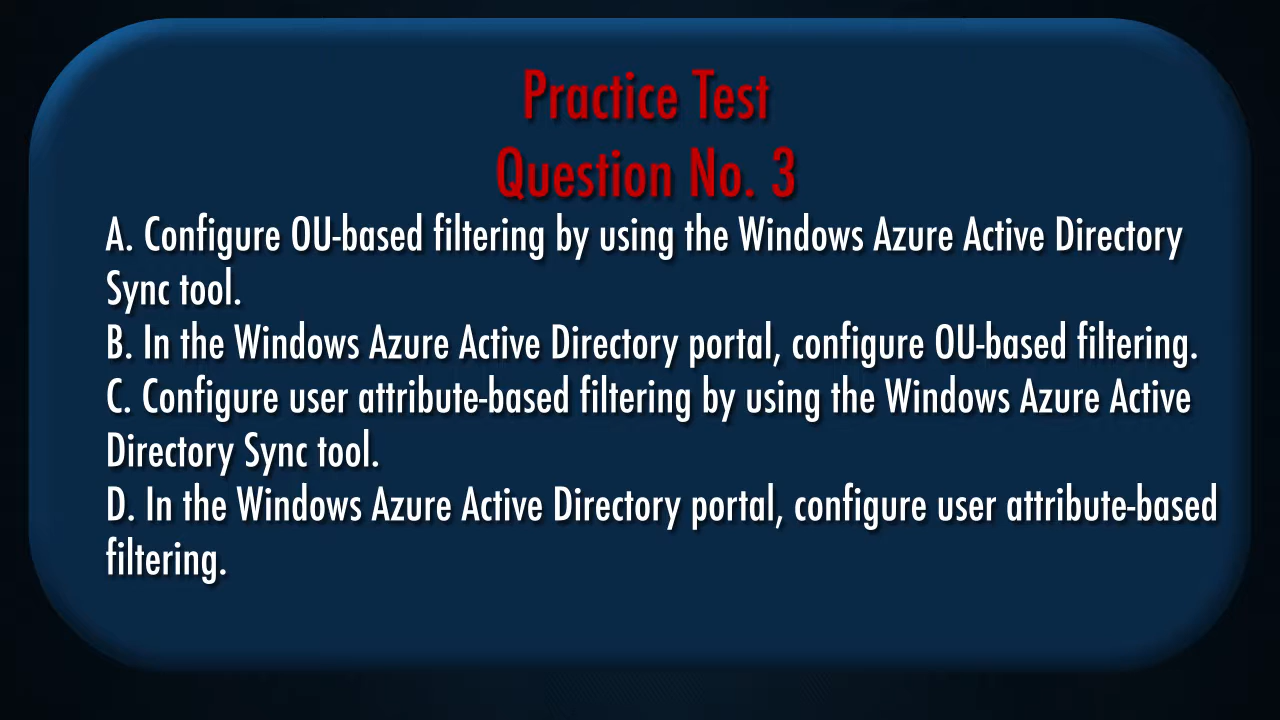 Practice Test
Question No. 3
A. Configure OU-based filtering by using the Windows Azure Active Directory
Sync tool.
B. In the Windows Azure Active Directory portal, configure OU-based filtering.
C. Configure user attribute-based filtering by using the Windows Azure Active
Directory Sync tool.
D. In the Windows Azure Active Directory portal, configure user attribute-based
filtering.